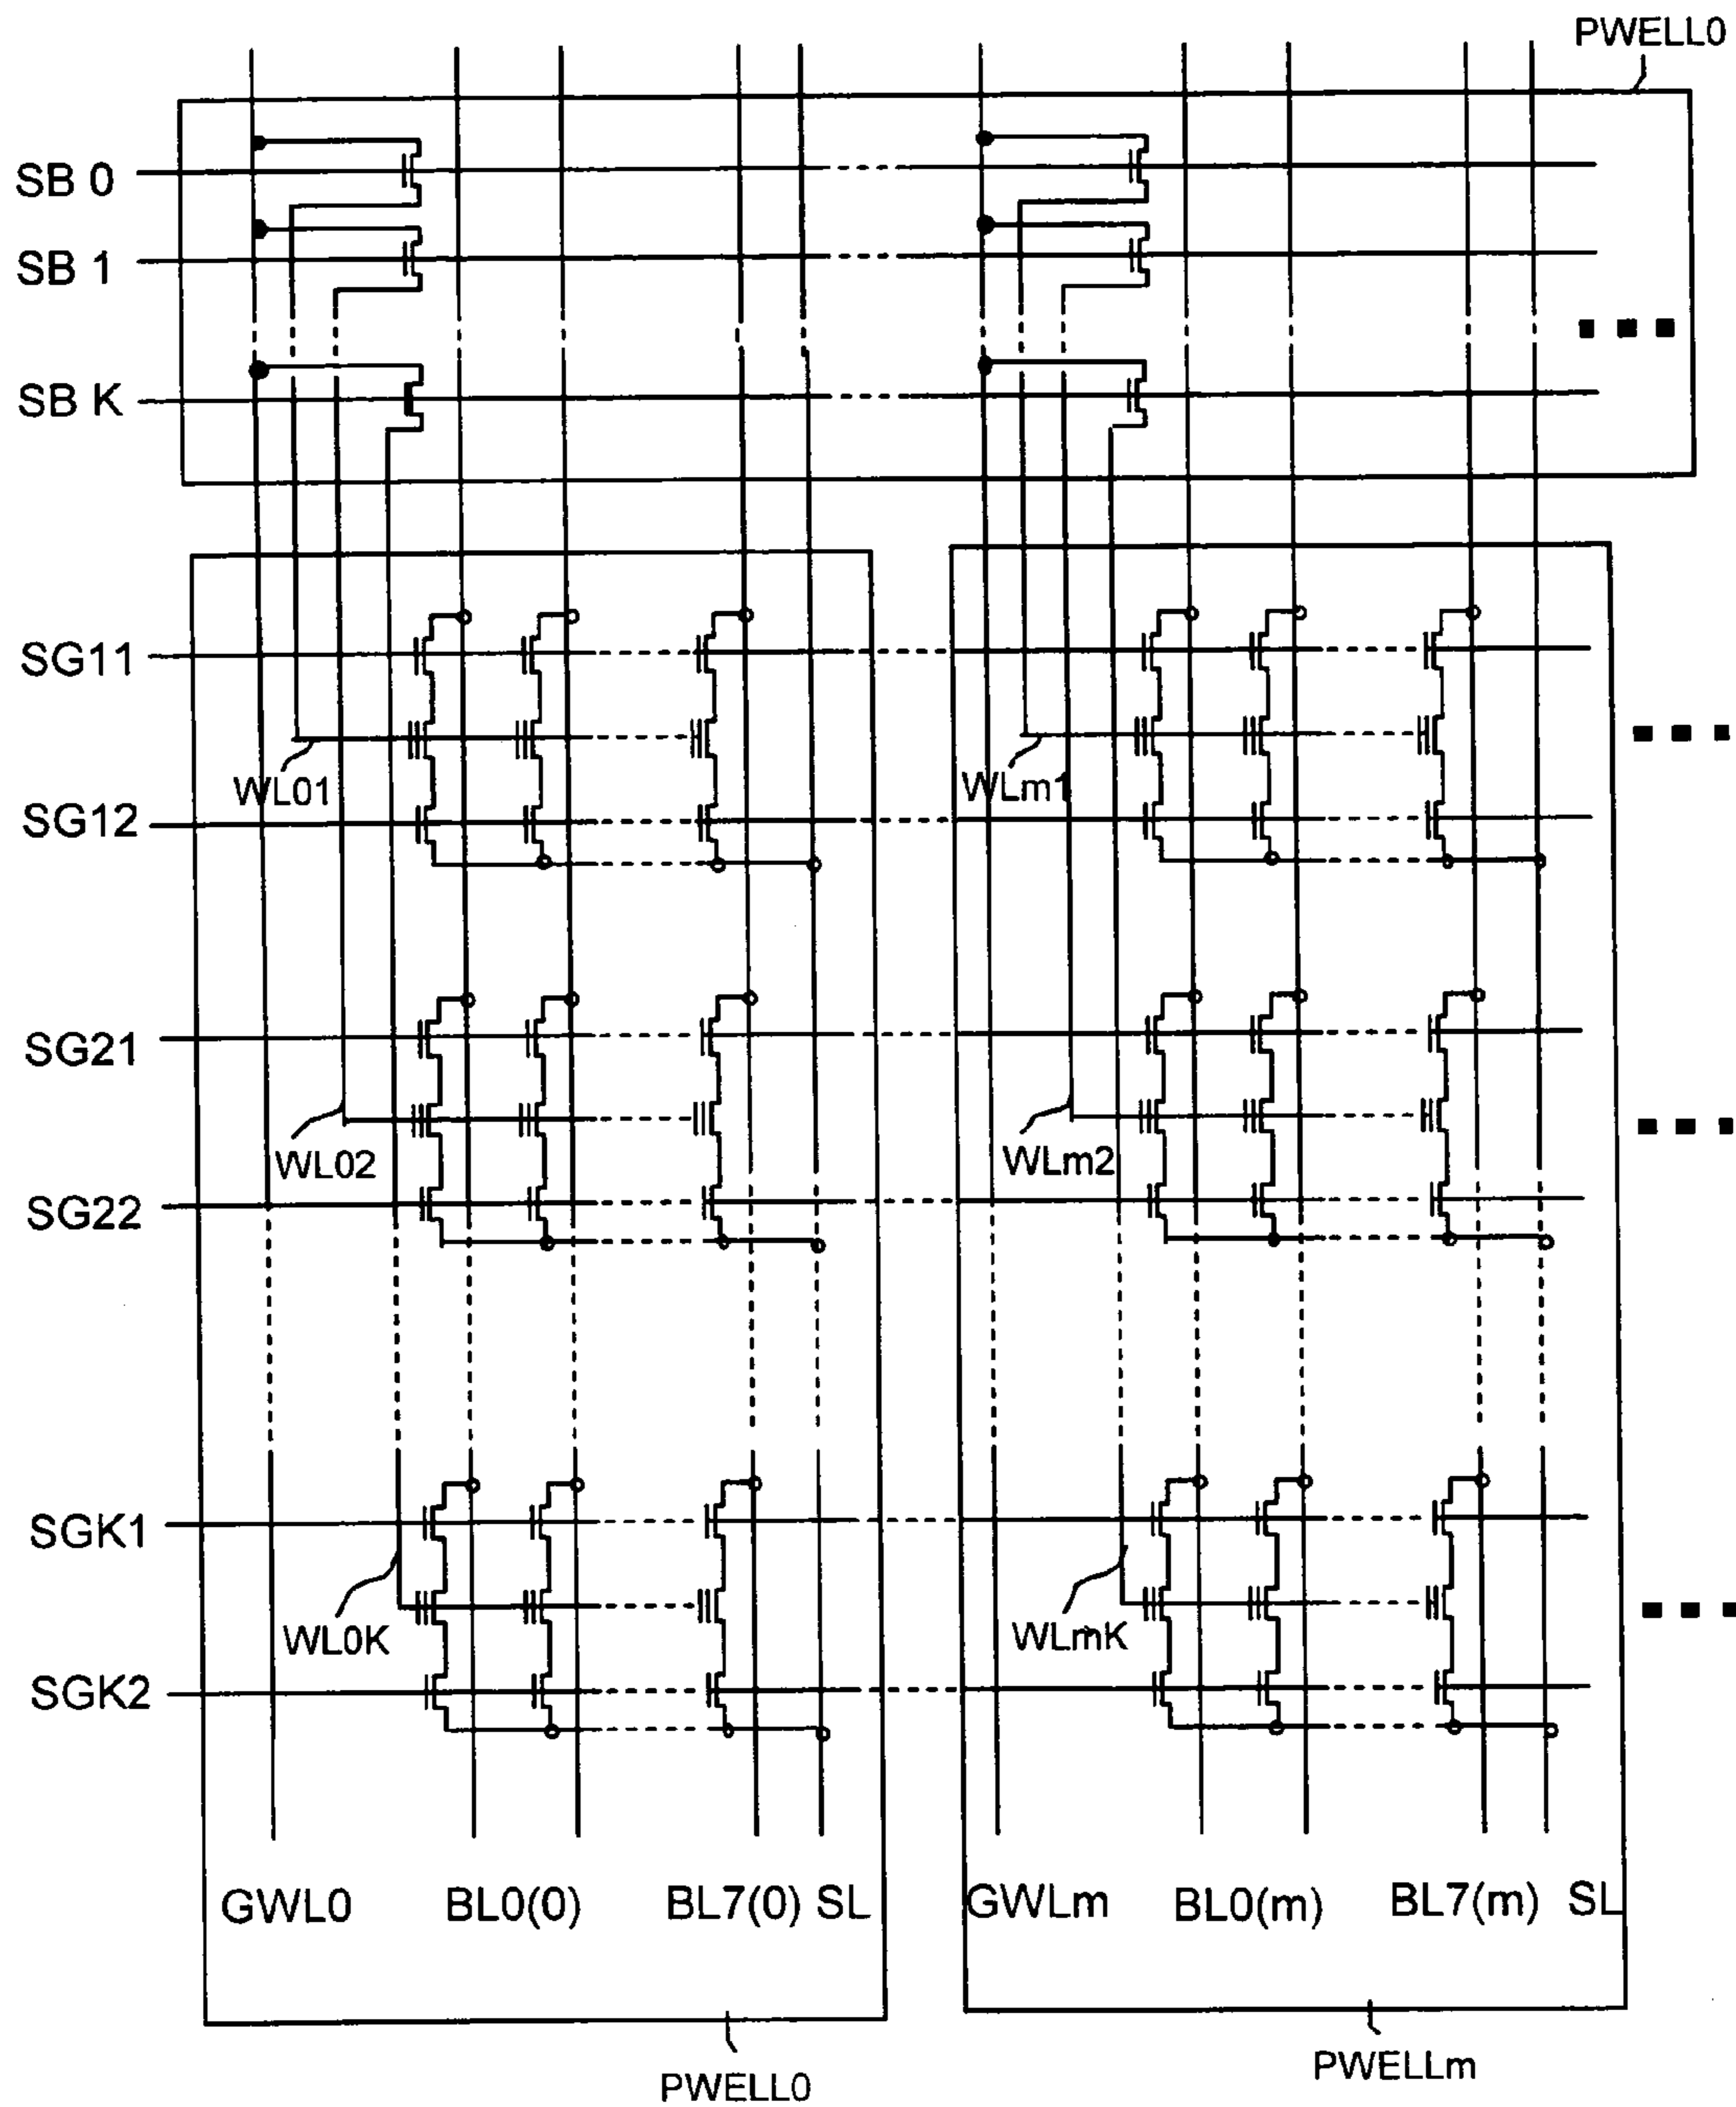 PWELL0
SB 0
SB 1
SB K
SG11
WL01
WLm1
SG12
SG21
WL02
WLm2
SG22
SGK1
WL0K
WLmK
SGK2
GWL0 BL0(0) BL7(0) SL GWLm BL0(m) BL7(m) SL
PWELL0
PWELLm